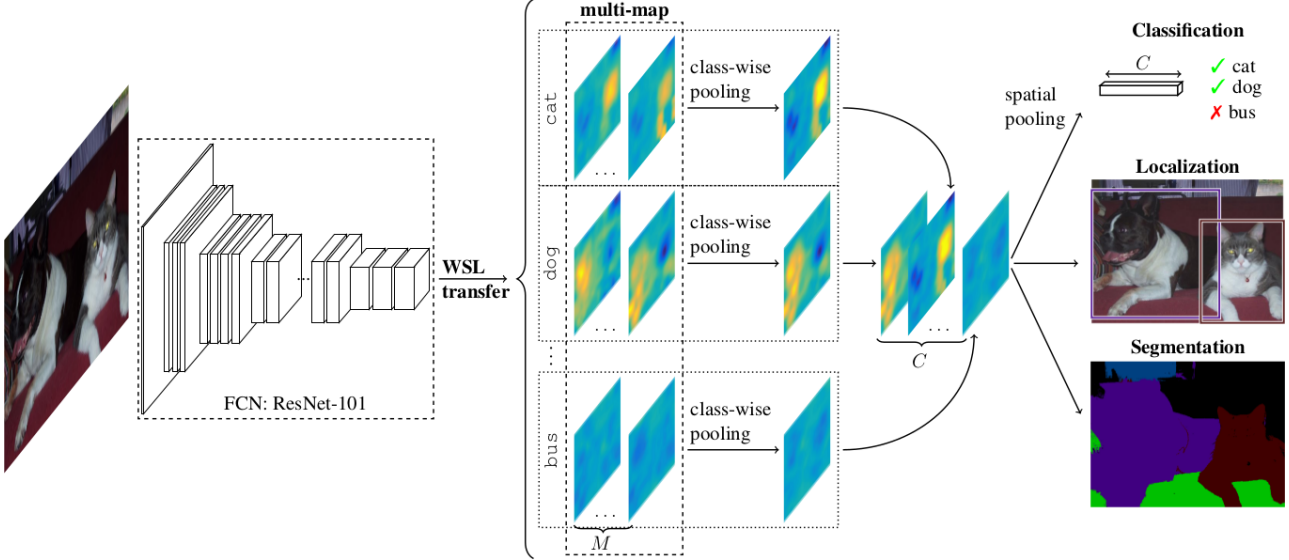 multi-map
cat
class-wise
pooling
. . .
dog
class-wise
pooling
. . .
bus
class-wise
pooling
. . .
M
FCN: ResNet-101
WSL
transfer
. . .
C
spatial
pooling
Classification
C
✓ cat
✓ dog
✗ bus
Localization
Segmentation